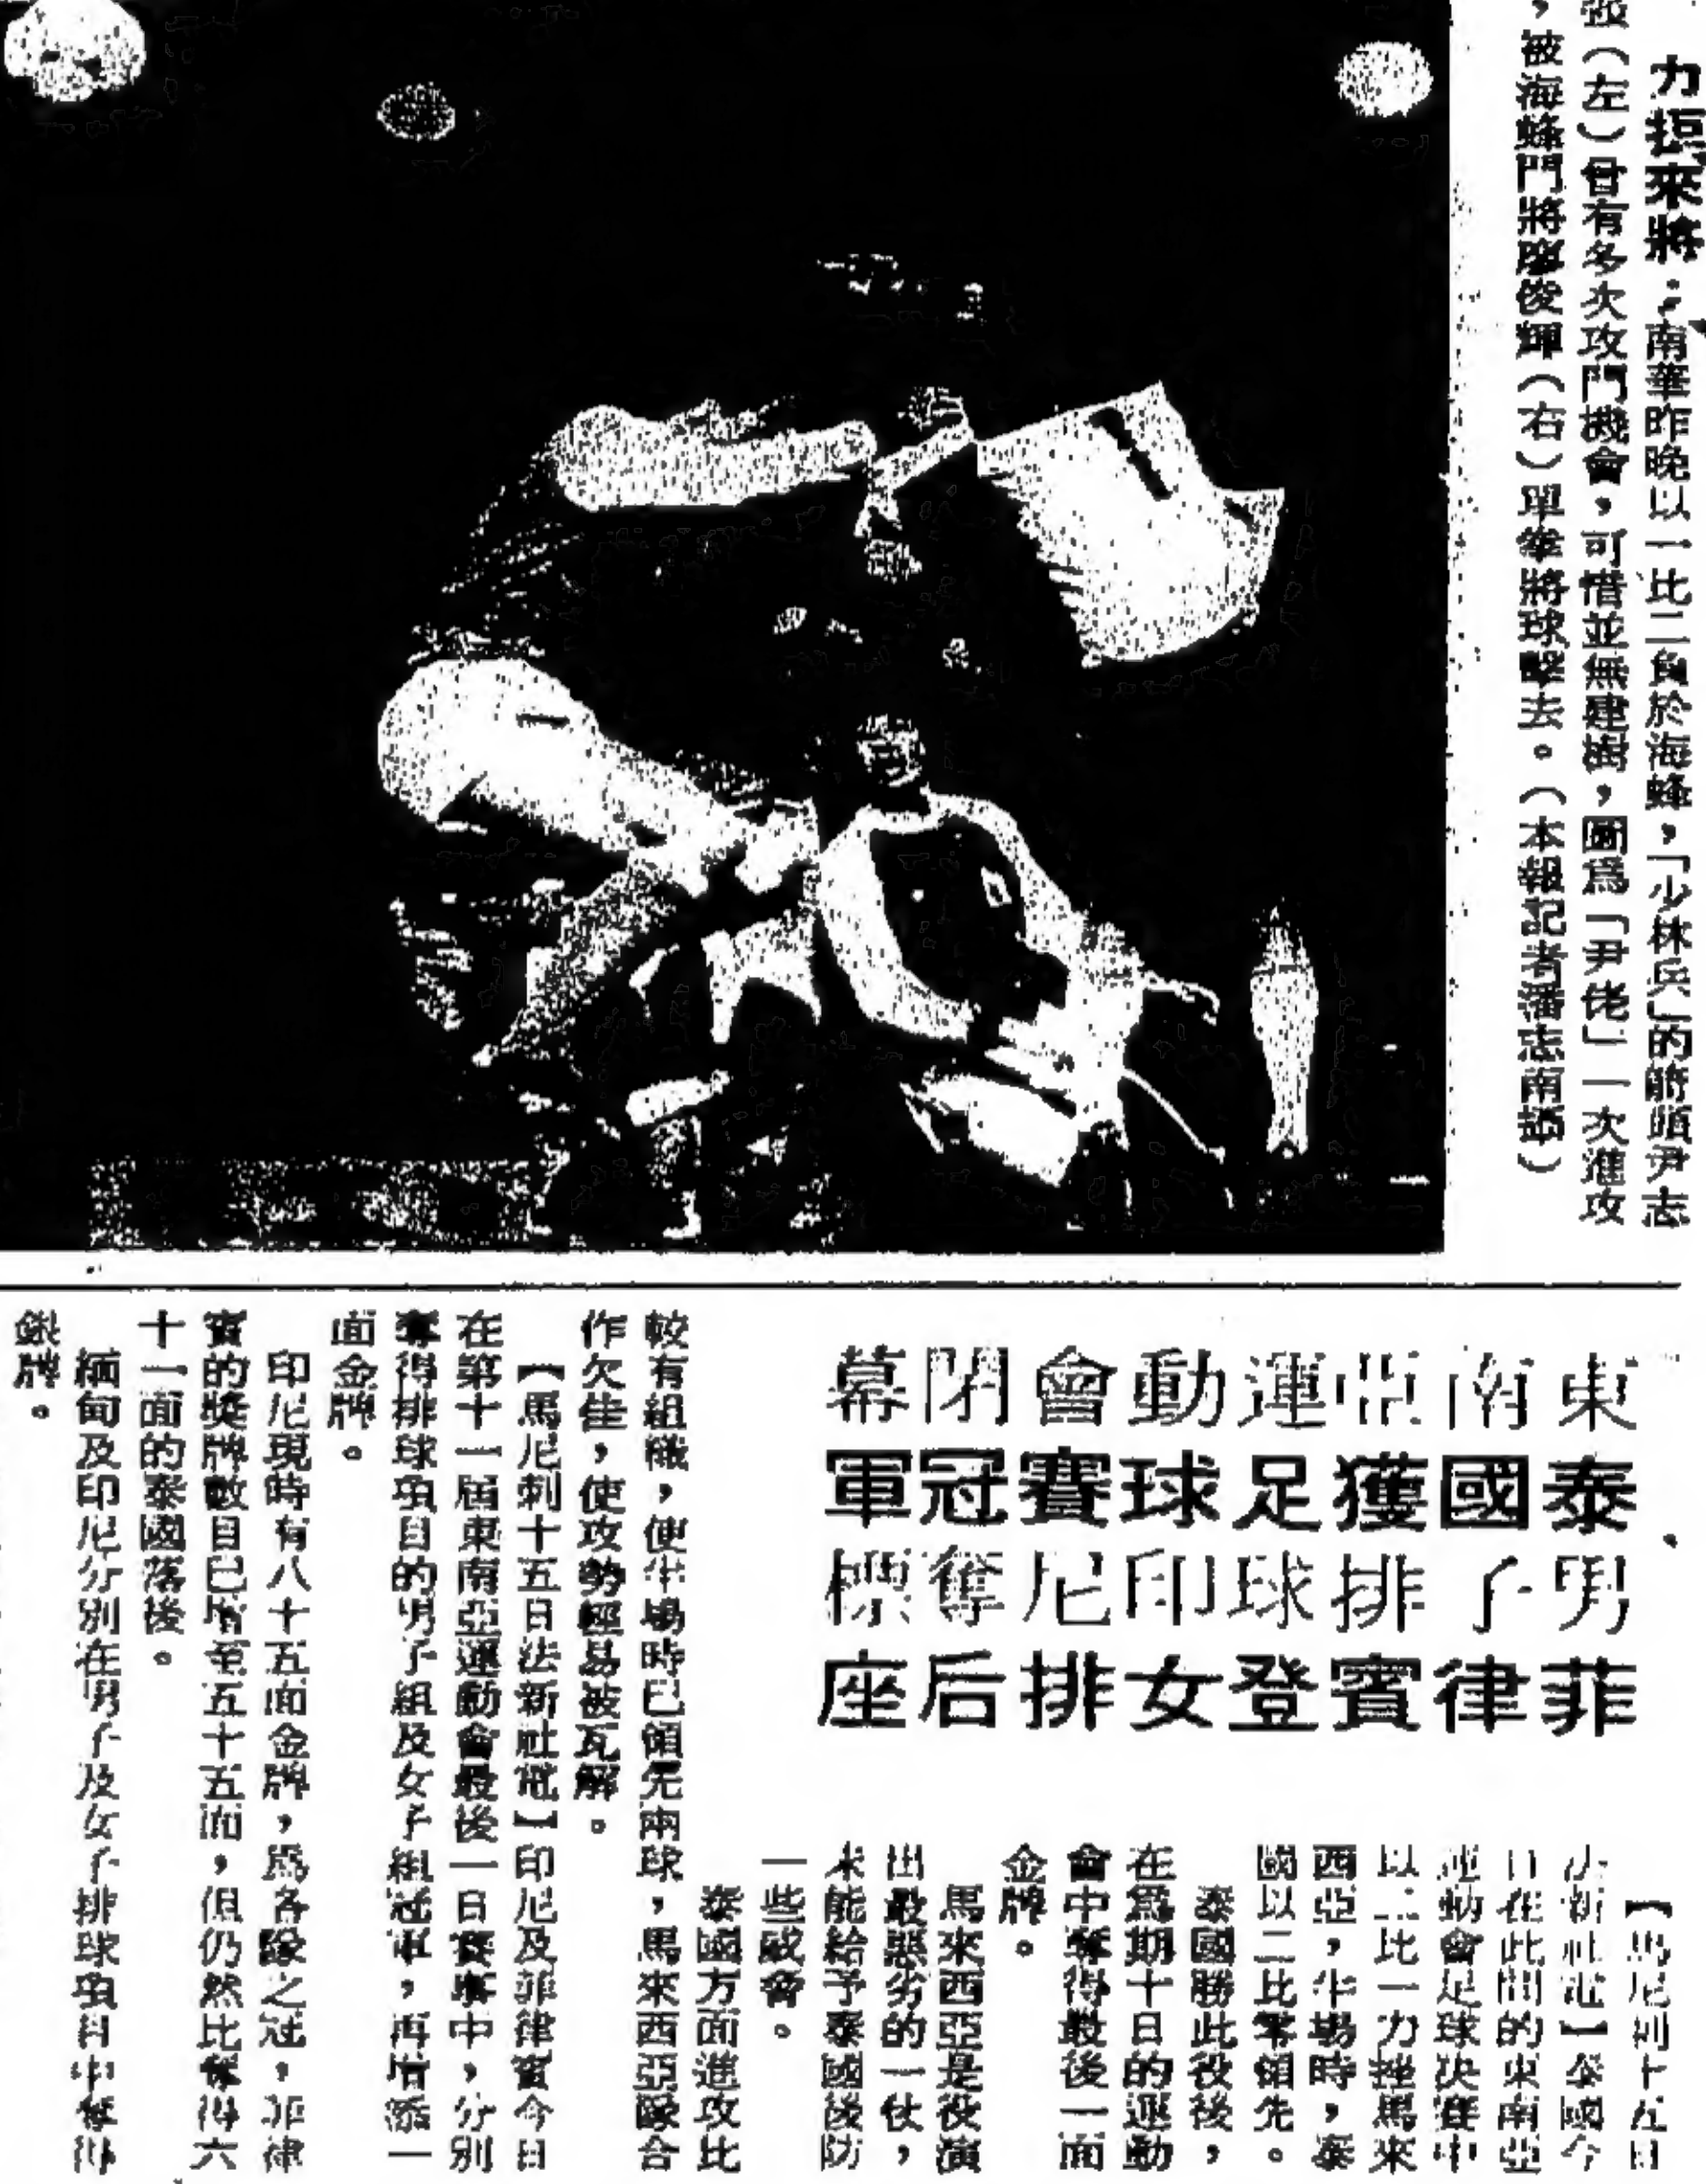 力拒來將：南華昨晚以一比二負於海蜂，「少林兵」的箭頭尹志
強（左）曾有多次攻門機會，可惜並無建樹，圖為「尹佬」一次進攻
，被海蜂門將廖俊輝（右）單拳將球擊去。（本報記者潘志南攝）
東南亞運動會閉幕
泰國獲足球賽冠軍
男子排球印尼奪標
菲律賓登女排后座
【馬尼剌十五日
法新社電】泰國今
日在此間的東南亞
運動會足球決賽中
以二比一力挫馬來
西亞，半場時，泰
國以二比零領先。
泰國勝此役後，
在為期十日的運動
會中奪得最後一面
金牌。
馬來西亞是役演
出最惡劣的一仗，
未能給予泰國後防
一些威脅。
泰國方面進攻比
較有組織，使半場時已領先兩球，馬來西亞隊合
作欠佳，使攻勢輕易被瓦解。
【馬尼剌十五日法新社電】印尼及菲律賓今日
在第十一屆東南亞運動會最後一日賽事中，分別
奪得排球項目的男子組及女子組冠軍，再增添一
面金牌。
印尼現時有八十五面金牌，為各隊之冠，菲律
賓的獎牌數目已增至五十五面，但仍然比奪得六
十一面的泰國落後。
緬甸及印尼分別在男子及女子排球項目中奪得
銀牌。